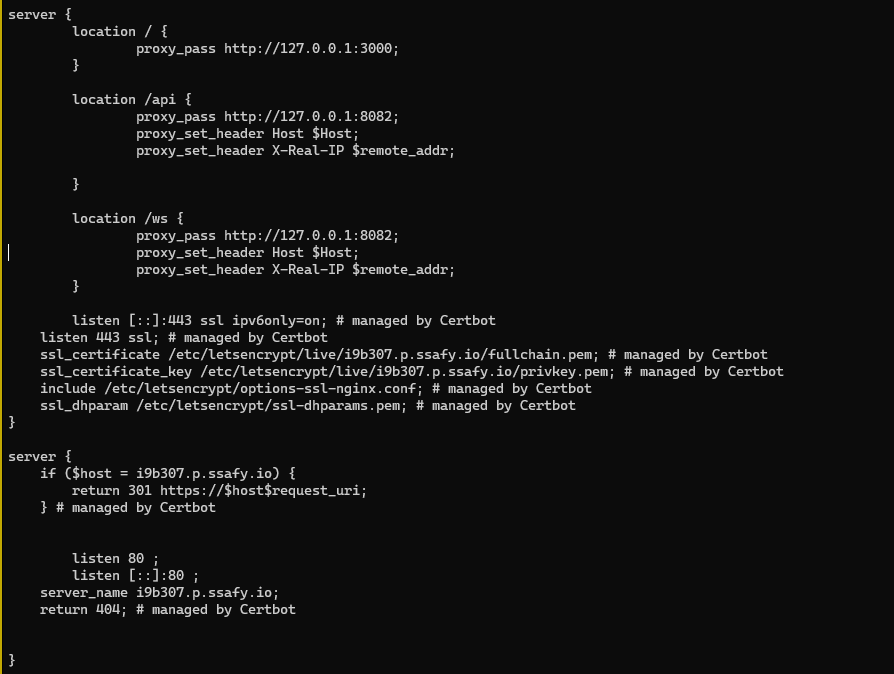 server {
        location / {
                proxy_pass http://127.0.0.1:3000;
        }

        location /api {
                proxy_pass http://127.0.0.1:8082;
                proxy_set_header Host $Host;
                proxy_set_header X-Real-IP $remote_addr;

        }

        location /ws {
                proxy_pass http://127.0.0.1:8082;
                proxy_set_header Host $Host;
                proxy_set_header X-Real-IP $remote_addr;
        }

        listen [::]:443 ssl ipv6only=on; # managed by Certbot
    listen 443 ssl; # managed by Certbot
    ssl_certificate /etc/letsencrypt/live/i9b307.p.ssafy.io/fullchain.pem; # managed by Certbot
    ssl_certificate_key /etc/letsencrypt/live/i9b307.p.ssafy.io/privkey.pem; # managed by Certbot
    include /etc/letsencrypt/options-ssl-nginx.conf; # managed by Certbot
    ssl_dhparam /etc/letsencrypt/ssl-dhparams.pem; # managed by Certbot
}

server {
    if ($host = i9b307.p.ssafy.io) {
        return 301 https://$host$request_uri;
    } # managed by Certbot


        listen 80 ;
        listen [::]:80 ;
    server_name i9b307.p.ssafy.io;
    return 404; # managed by Certbot


}